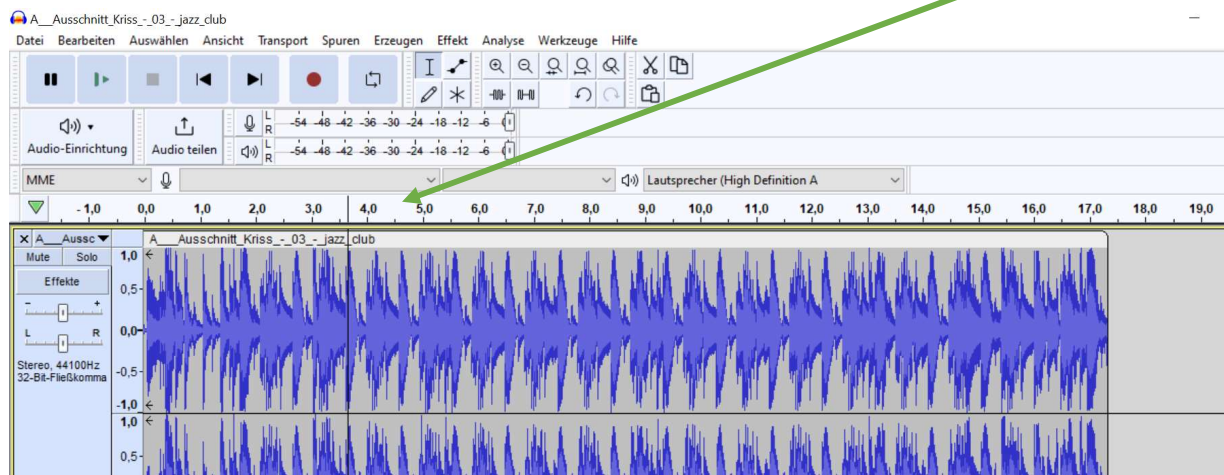 A___Ausschnitt_Kriss_-_03_-_jazz_club
Datei Bearbeiten Auswählen Ansicht Transport Spuren Erzeugen Effekt Analyse Werkzeuge Hilfe
L
R
-54 -48 -42 -36 -30 -24 -18 -12 -6 0
Audio-Einrichtung
Audio teilen
L
R
-54 -48 -42 -36 -30 -24 -18 -12 -6 0
MME
Lautsprecher (High Definition A
- 1,0 0,0 1,0 2,0 3,0 4,0 5,0 6,0 7,0 8,0 9,0 10,0 11,0 12,0 13,0 14,0 15,0 16,0 17,0 18,0 19,0
X A___Aussc
A___Ausschnitt_Kriss_-_03_-_jazz_club
Mute Solo
1,0
Effekte
0,5
- +
L R
0,0
Stereo, 44100Hz
32-Bit-Fließkomma
-0,5
-1,0
1,0
0,5